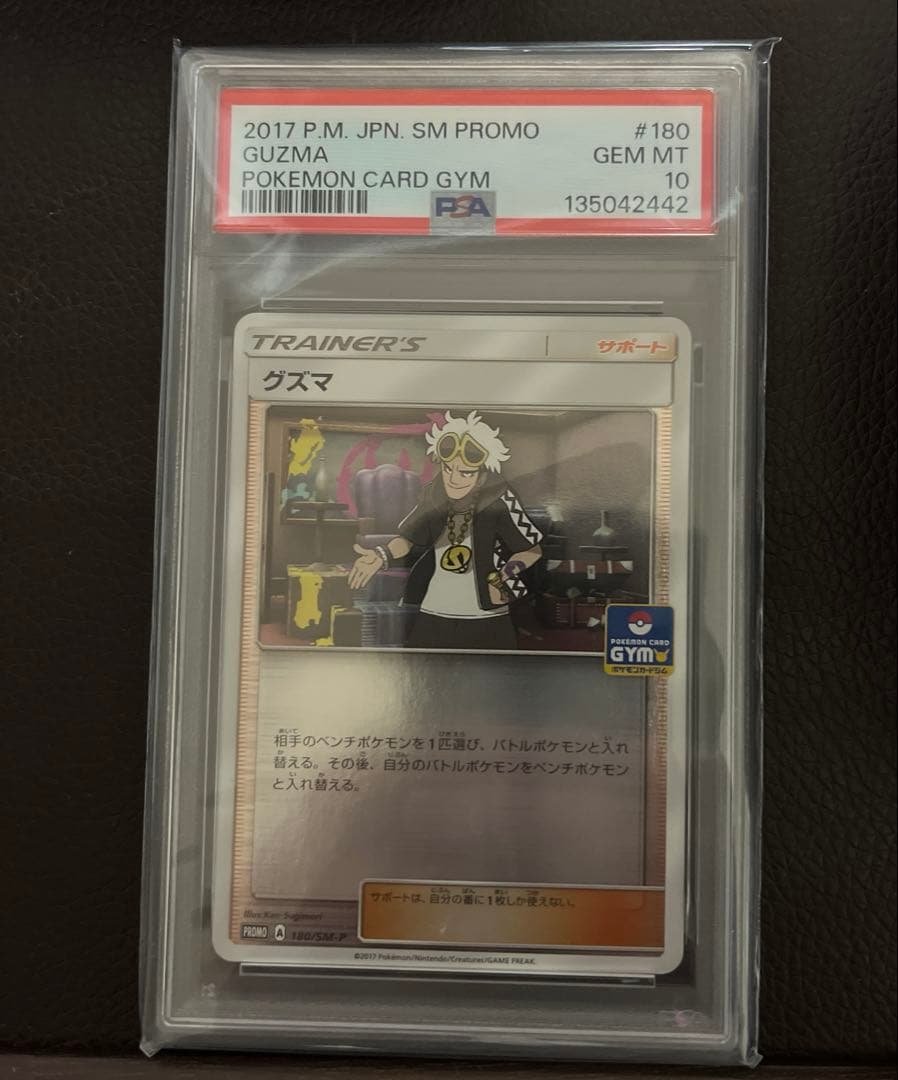 2017 P.M. JPN. SM PROMO #180
GUZMA GEM MT
POKEMON CARD GYM 10
PSA 135042442
TRAINER'S サポート
グズマ
POKÉMON CARD
GYM
ポケモンカードジム
相手のベンチポケモンを1匹選び、バトルポケモンと入れ
替える。その後、自分のバトルポケモンをベンチポケモン
と入れ替える。
サポートは、自分の番に1枚しか使えない。
Illus. Ken Sugimori
PROMO A 180/SM-P
©2017 Pokémon/Nintendo/Creatures/GAME FREAK.